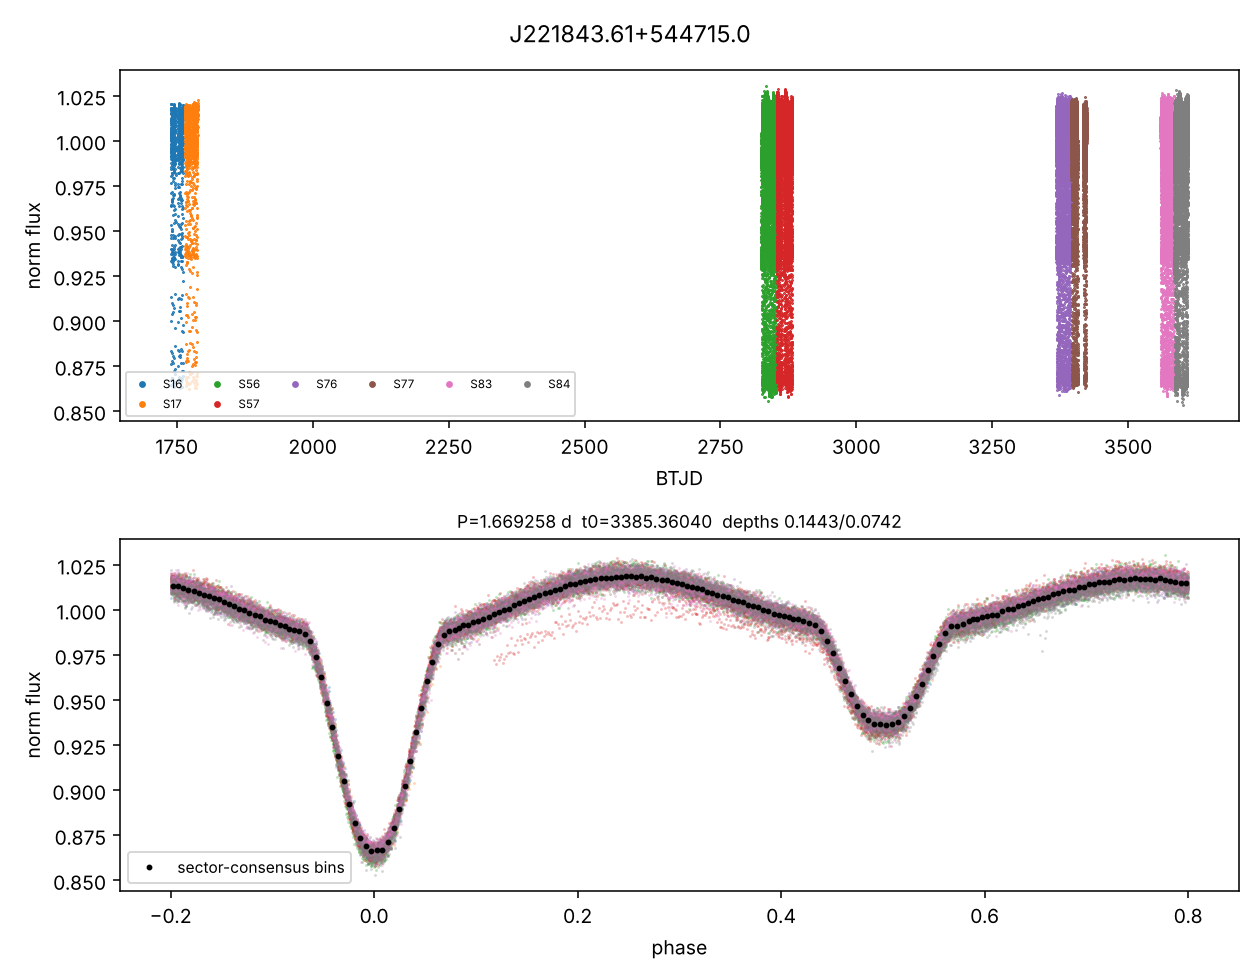 J221843.61+544715.0
1.025
1.000
0.975
0.950
0.925
0.900
0.875
0.850
norm flux
S16 S56 S76 S77 S83 S84
S17 S57
1750 2000 2250 2500 2750 3000 3250 3500
BTJD
P=1.669258 d t0=3385.36040 depths 0.1443/0.0742
1.025
1.000
0.975
0.950
0.925
0.900
0.875
0.850
norm flux
sector-consensus bins
−0.2 0.0 0.2 0.4 0.6 0.8
phase